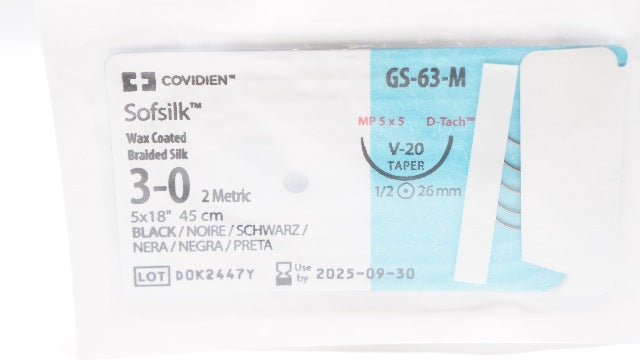 COVIDIEN™
Sofsilk™
Wax Coated
Braided Silk
3-0 2 Metric
5x18" 45 cm
BLACK / NOIRE / SCHWARZ /
NERA / NEGRA / PRETA
LOT D0K2447Y
Use by 2025-09-30
GS-63-M
MP 5 x 5 D-Tach™
V-20
TAPER
1/2 26 mm